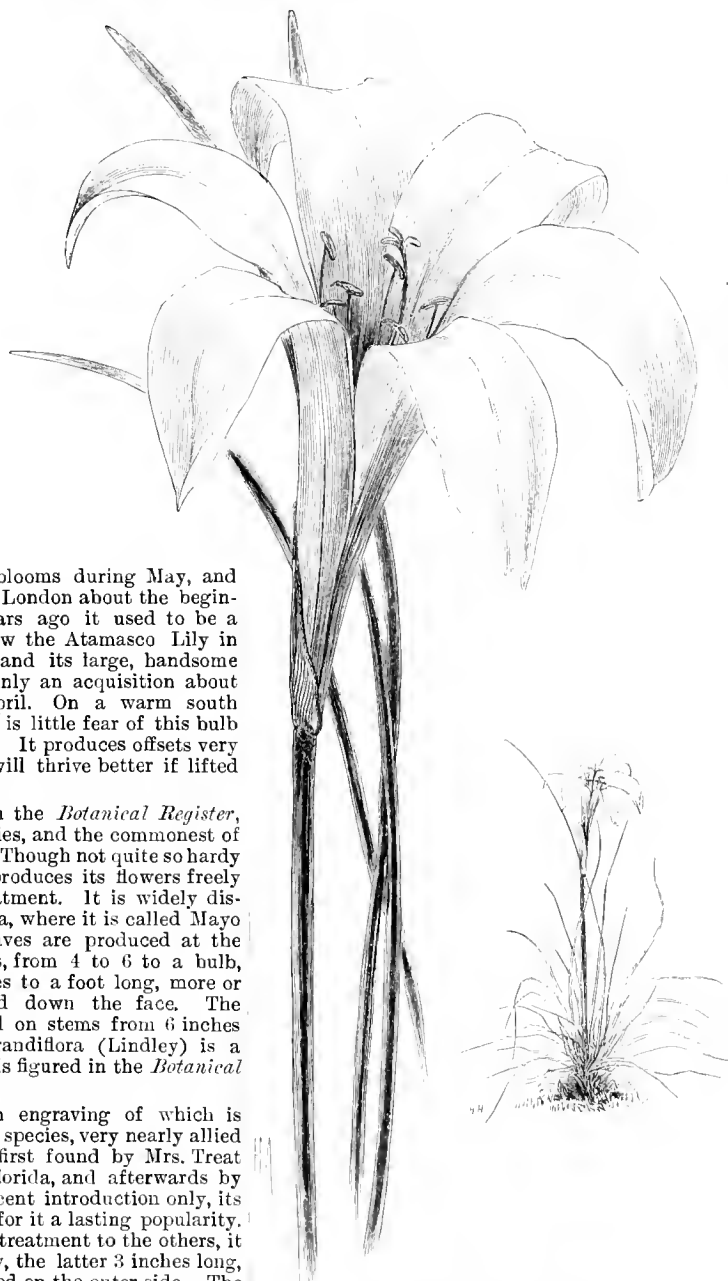 blooms during May, and
London about the begin-
ars ago it used to be a
w the Atamasco Lily in
and its large, handsome
nly an acquisition about
pril. On a warm south
is little fear of this bulb
It produces offsets very
will thrive better if lifted
n the Botanical Register,
ies, and the commonest of
Though not quite so hardy
produces its flowers freely
tment. It is widely dis-
a, where it is called Mayo
aves are produced at the
s, from 4 to 6 to a bulb,
es to a foot long, more or
d down the face. The
l on stems from 6 inches
randiflora (Lindley) is a
is figured in the Botanical
n engraving of which is
species, very nearly allied
first found by Mrs. Treat
lorida, and afterwards by
cent introduction only, its
for it a lasting popularity.
treatment to the others, it
y, the latter 3 inches long,
ed on the outer side. The